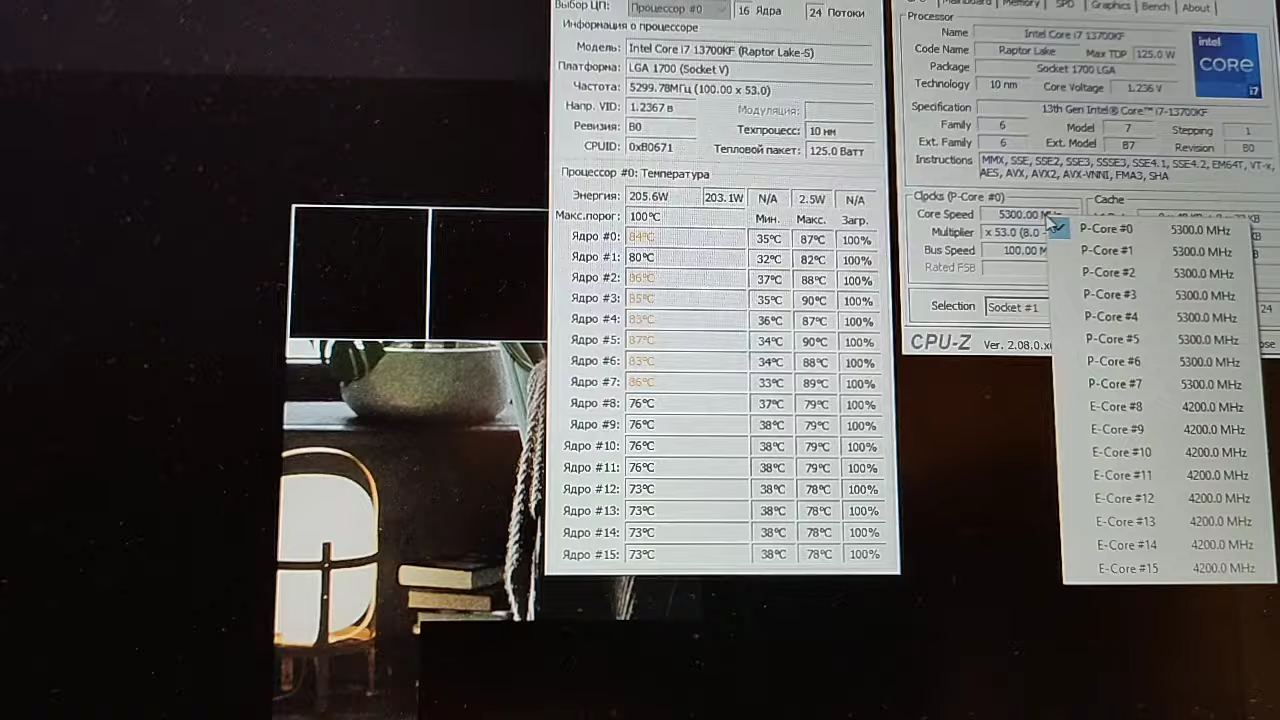 Выбор ЦП: Процессор #0 16 Ядра 24 Потоки
Информация о процессоре
Модель: Intel Core i7 13700KF (Raptor Lake-S)
Платформа: LGA 1700 (Socket V)
Частота: 5299.78МГц (100.00 x 53.0)
Напр. VID: 1.2367 в Модуляция:
Ревизия: B0 Техпроцесс: 10 нм
CPUID: 0xB0671 Тепловой пакет: 125.0 Ватт
Процессор #0: Температура
Энергия: 205.6W 203.1W N/A 2.5W N/A
Макс.порог: 100°C Мин. Макс. Загр.
Ядро #0: 84°C 35°C 87°C 100%
Ядро #1: 80°C 32°C 82°C 100%
Ядро #2: 86°C 37°C 88°C 100%
Ядро #3: 85°C 35°C 90°C 100%
Ядро #4: 83°C 36°C 87°C 100%
Ядро #5: 87°C 34°C 90°C 100%
Ядро #6: 83°C 34°C 88°C 100%
Ядро #7: 86°C 33°C 89°C 100%
Ядро #8: 76°C 37°C 79°C 100%
Ядро #9: 76°C 38°C 79°C 100%
Ядро #10: 76°C 38°C 79°C 100%
Ядро #11: 76°C 38°C 79°C 100%
Ядро #12: 73°C 38°C 78°C 100%
Ядро #13: 73°C 38°C 78°C 100%
Ядро #14: 73°C 38°C 78°C 100%
Ядро #15: 73°C 38°C 78°C 100%
Mainboard Memory SPD Graphics Bench About
Processor
Name Intel Core i7 13700KF
Code Name Raptor Lake Max TDP 125.0 W
Package Socket 1700 LGA
Technology 10 nm Core Voltage 1.236 V
intel
CORE
i7
Specification 13th Gen Intel® Core™ i7-13700KF
Family 6 Model 7 Stepping 1
Ext. Family 6 Ext. Model B7 Revision B0
Instructions MMX, SSE, SSE2, SSE3, SSSE3, SSE4.1, SSE4.2, EM64T, VT-x,
AES, AVX, AVX2, AVX-VNNI, FMA3, SHA
Clocks (P-Core #0) Cache
Core Speed 5300.00
Multiplier x 53.0 (8.0 -
Bus Speed 100.00 M
Rated FSB
Selection Socket #1 24
CPU-Z Ver. 2.08.0.x
P-Core #0 5300.0 MHz
P-Core #1 5300.0 MHz
P-Core #2 5300.0 MHz
P-Core #3 5300.0 MHz
P-Core #4 5300.0 MHz
P-Core #5 5300.0 MHz
P-Core #6 5300.0 MHz
P-Core #7 5300.0 MHz
E-Core #8 4200.0 MHz
E-Core #9 4200.0 MHz
E-Core #10 4200.0 MHz
E-Core #11 4200.0 MHz
E-Core #12 4200.0 MHz
E-Core #13 4200.0 MHz
E-Core #14 4200.0 MHz
E-Core #15 4200.0 MHz